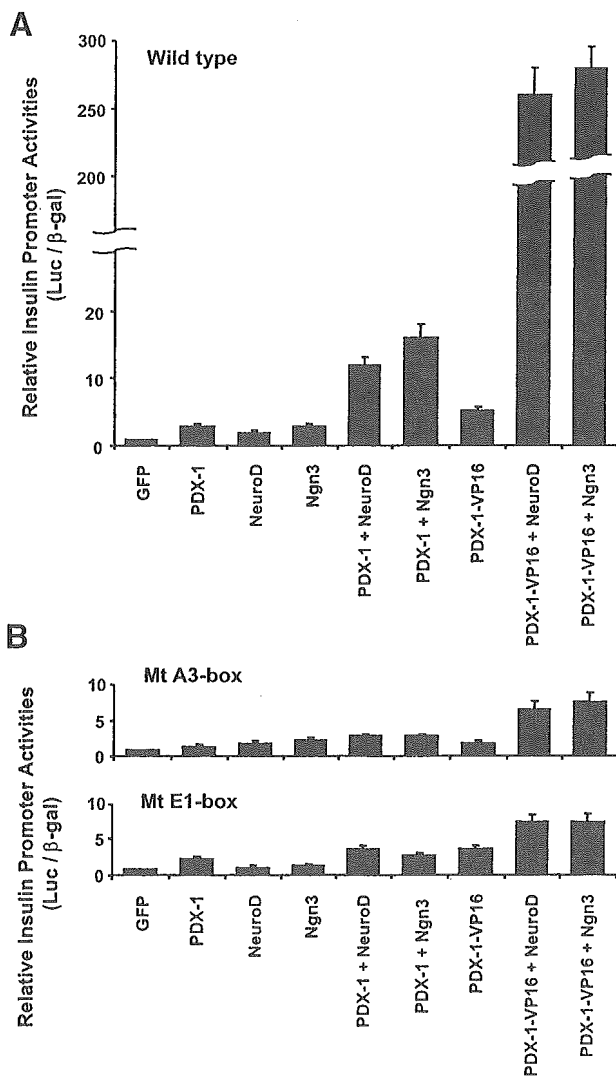 A
Wild type
Relative Insulin Promoter Activities
(Luc / β-gal)
300
250
200
20
10
0
GFP
PDX-1
NeuroD
Ngn3
PDX-1 + NeuroD
PDX-1 + Ngn3
PDX-1-VP16
PDX-1-VP16 + NeuroD
PDX-1-VP16 + Ngn3
B
Relative Insulin Promoter Activities
(Luc / β-gal)
Mt A3-box
10
5
0
Mt E1-box
10
5
0
GFP
PDX-1
NeuroD
Ngn3
PDX-1 + NeuroD
PDX-1 + Ngn3
PDX-1-VP16
PDX-1-VP16 + NeuroD
PDX-1-VP16 + Ngn3